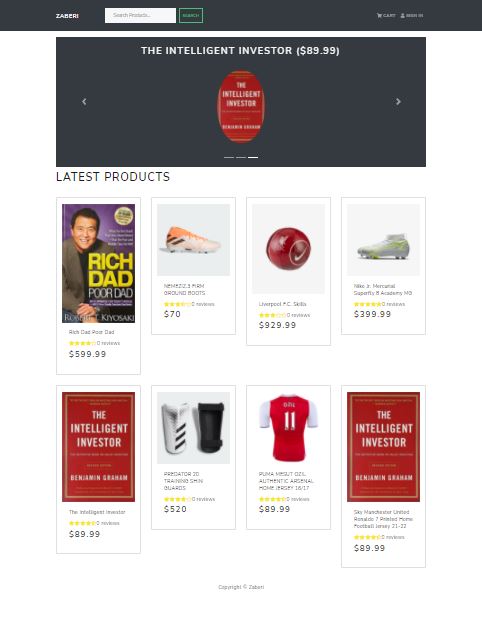 ZABERI
Search Products...
SEARCH
CART
SIGN IN
THE INTELLIGENT INVESTOR ($89.99)
THE
INTELLIGENT
INVESTOR
BENJAMIN GRAHAM
LATEST PRODUCTS
RICH
DAD
POOR DAD
KIYOSAKI
Rich Dad Poor Dad
0 reviews
$599.99
NEMEZIZ.3 FIRM
GROUND BOOTS
0 reviews
$70
Liverpool F.C. Skills
0 reviews
$929.99
Nike Jr. Mercurial
Superfly 8 Academy MG
0 reviews
$399.99
THE
INTELLIGENT
INVESTOR
BENJAMIN GRAHAM
The Intelligent Investor
0 reviews
$89.99
PREDATOR 20
TRAINING SHIN
GUARDS
0 reviews
$520
ÖZIL
11
PUMA MESUT OZIL
AUTHENTIC ARSENAL
HOME JERSEY 16/17
0 reviews
$89.99
THE
INTELLIGENT
INVESTOR
BENJAMIN GRAHAM
Sky Manchester United
Ronaldo 7 Printed Home
Football Jersey 21-22
0 reviews
$89.99
Copyright © Zaberi